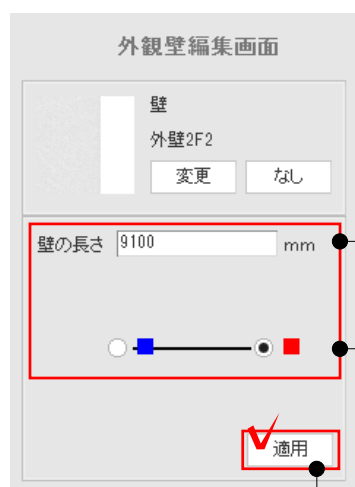 外観壁編集画面
壁
外壁2F2
変更 なし
壁の長さ 9100 mm
適用